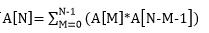 A[N]= ∑_{M=0}^{N-1} (A[M]*A[N-M-1])